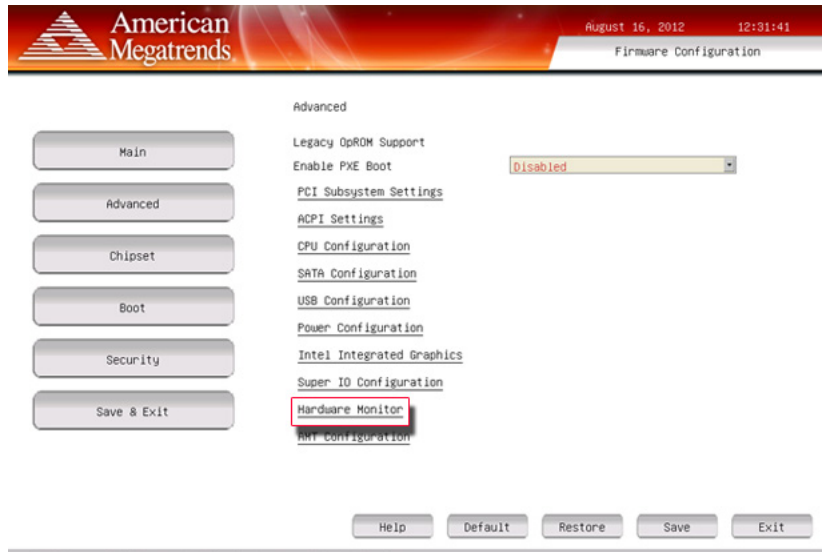 American
Megatrends
August 16, 2012 12:31:41
Firmware Configuration
Main
Advanced
Chipset
Boot
Security
Save & Exit
Advanced
Legacy OpROM Support
Enable PXE Boot Disabled
PCI Subsystem Settings
ACPI Settings
CPU Configuration
SATA Configuration
USB Configuration
Power Configuration
Intel Integrated Graphics
Super IO Configuration
Hardware Monitor
AMT Configuration
Help Default Restore Save Exit